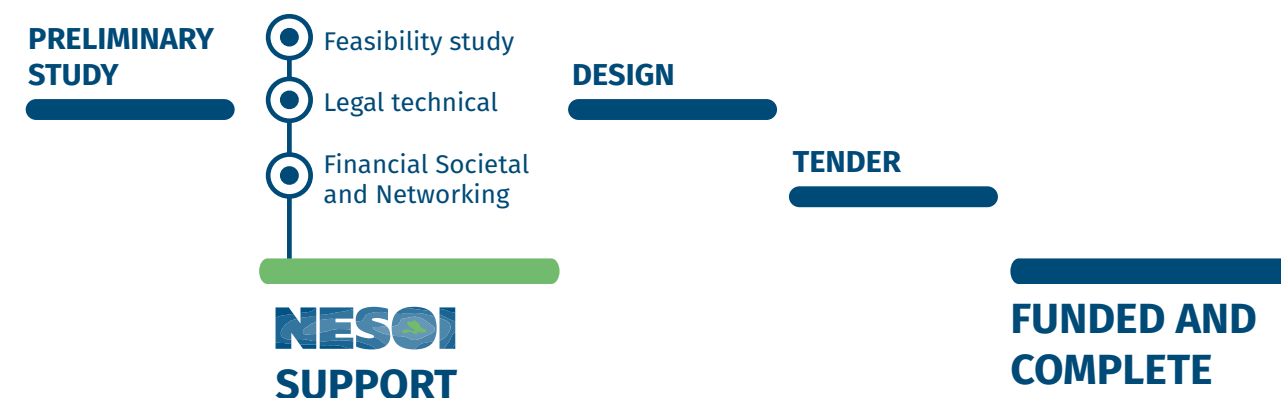 PRELIMINARY
STUDY
Feasibility study
Legal technical
Financial Societal
and Networking
NESOI
SUPPORT
DESIGN
TENDER
FUNDED AND
COMPLETE